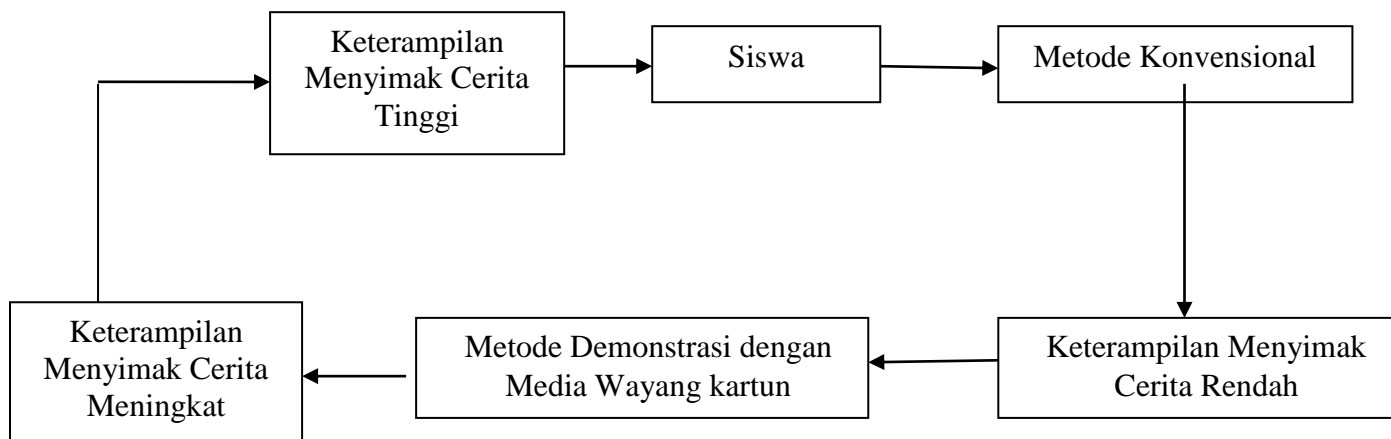 Keterampilan
Menyimak Cerita
Tinggi
Siswa
Metode Konvensional
Keterampilan Menyimak
Cerita Rendah
Metode Demonstrasi dengan
Media Wayang kartun
Keterampilan
Menyimak Cerita
Meningkat